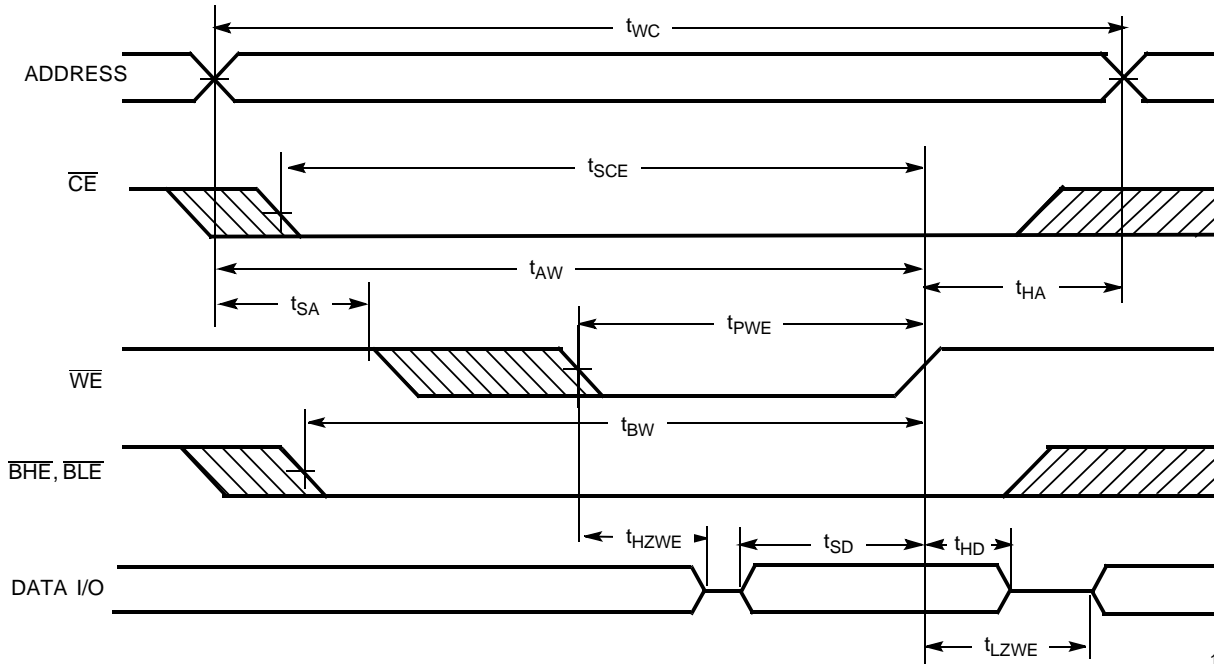 tWC
ADDRESS
tSCE
CE
tAW
tSA
tHA
tPWE
WE
tBW
BHE, BLE
tHZWE
tSD
tHD
DATA I/O
tLZWE